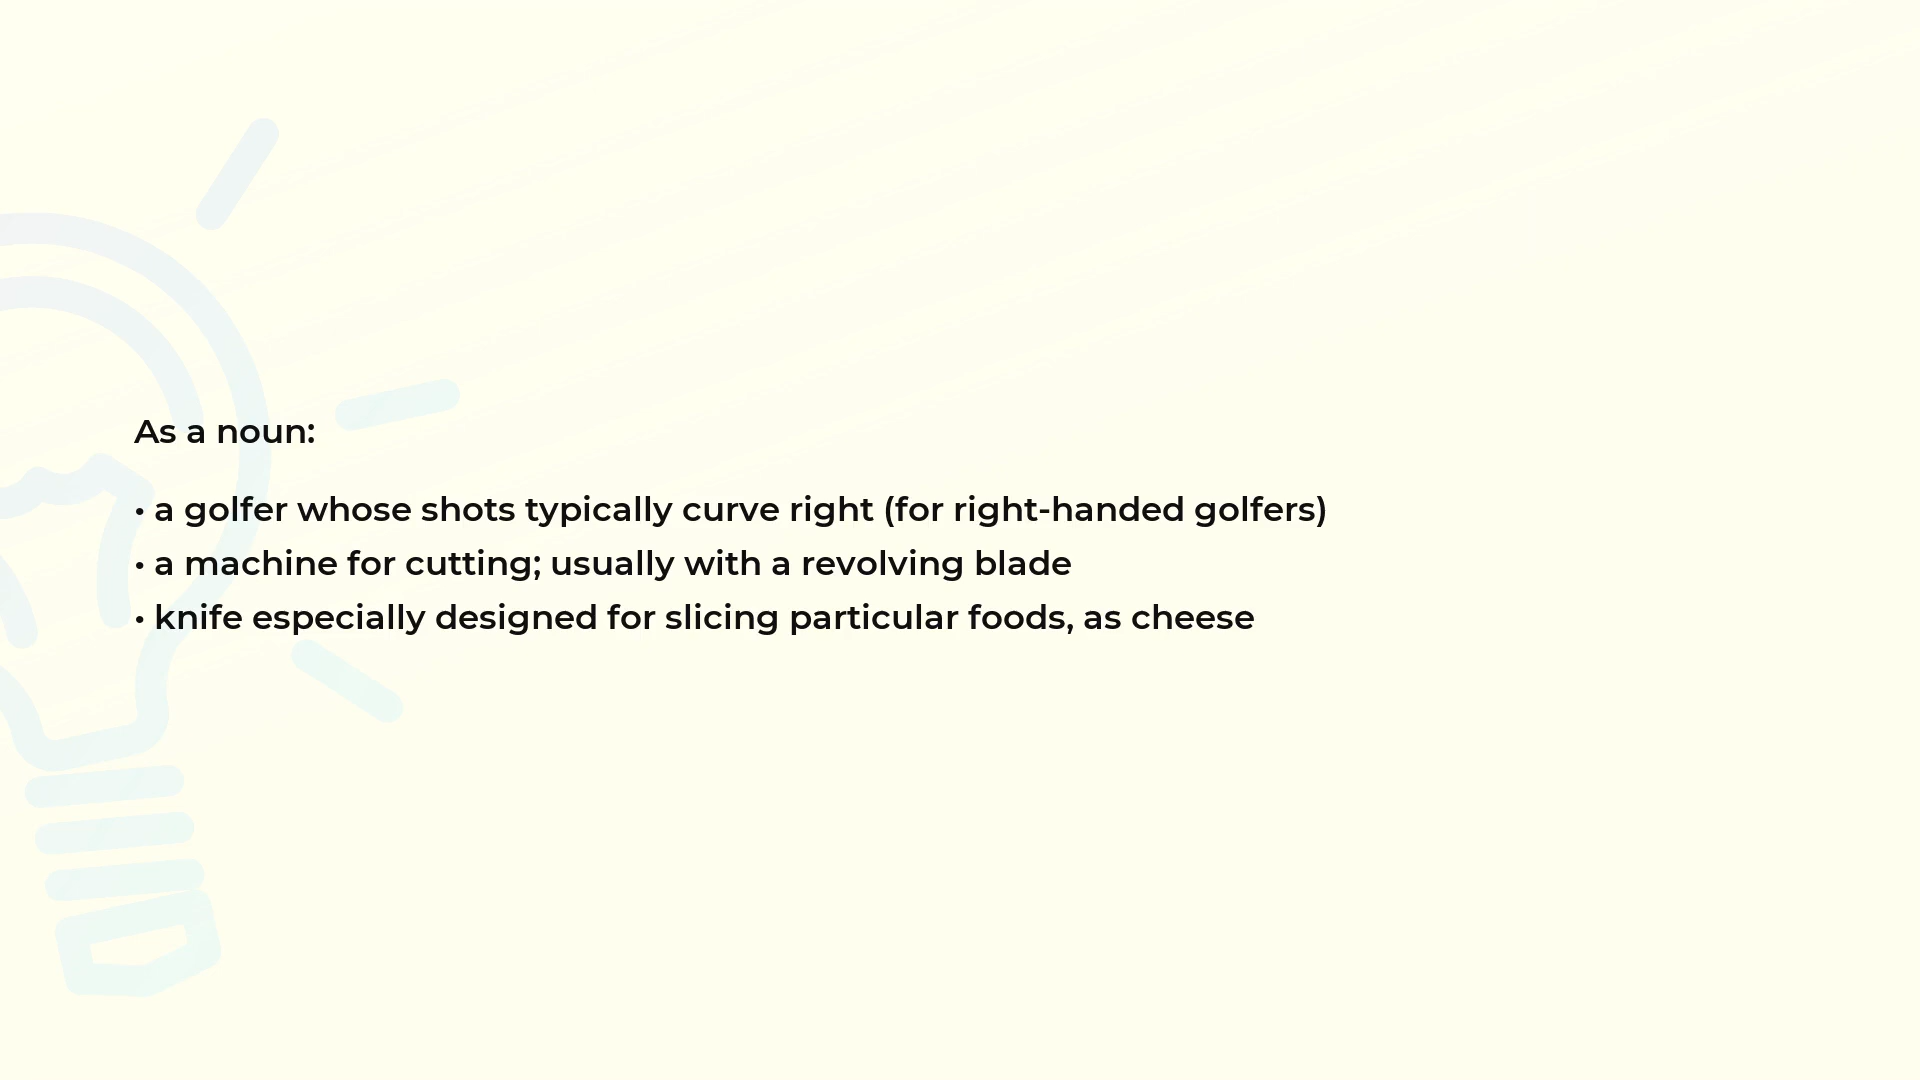 As a noun:
• a golfer whose shots typically curve right (for right-handed golfers)
• a machine for cutting; usually with a revolving blade
• knife especially designed for slicing particular foods, as cheese